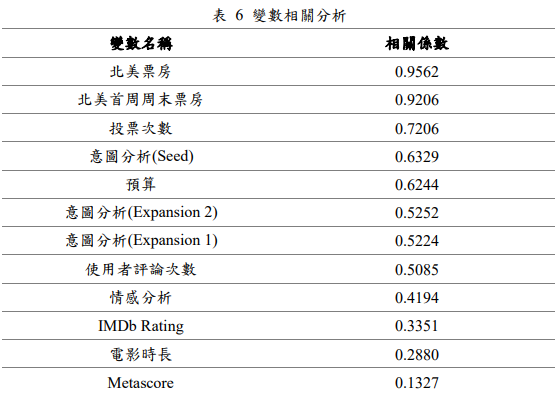 表 6 變數相關分析
變數名稱 相關係數
北美票房 0.9562
北美首周周末票房 0.9206
投票次數 0.7206
意圖分析(Seed) 0.6329
預算 0.6244
意圖分析(Expansion 2) 0.5252
意圖分析(Expansion 1) 0.5224
使用者評論次數 0.5085
情感分析 0.4194
IMDb Rating 0.3351
電影時長 0.2880
Metascore 0.1327